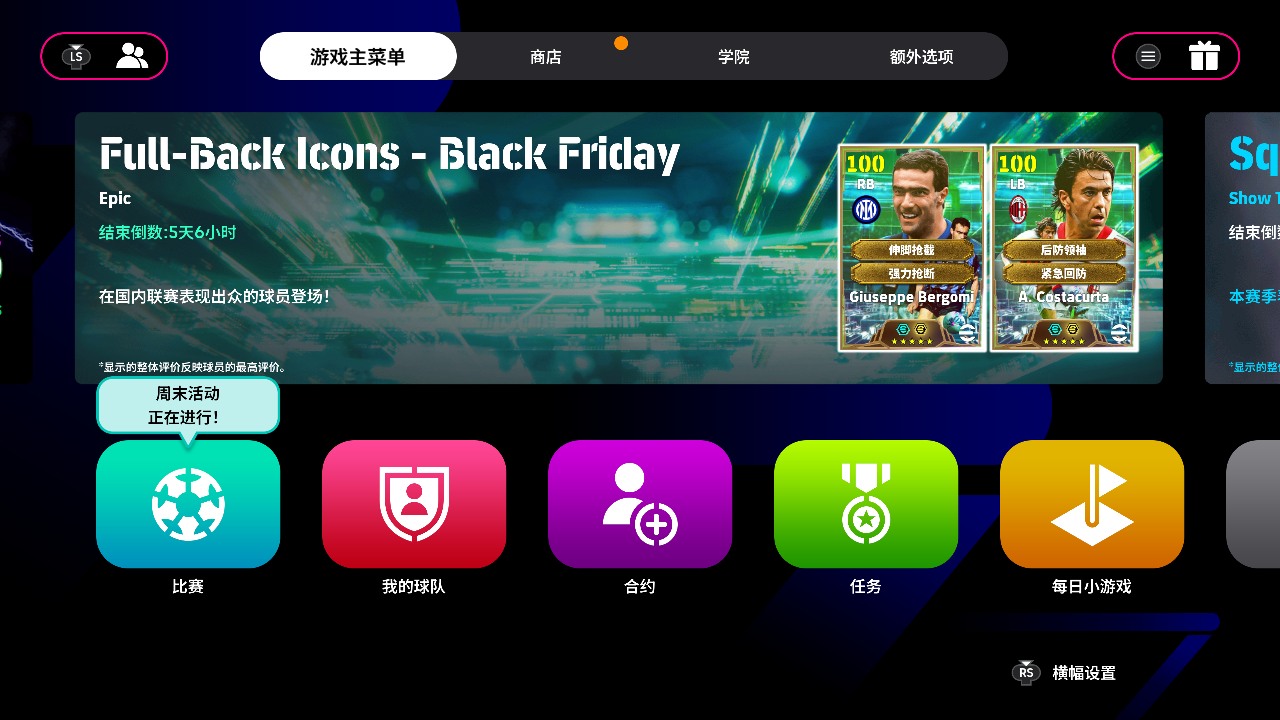 LS
游戏主菜单
商店
学院
额外选项
Full-Back Icons - Black Friday
Epic
结束倒数:5天6小时
在国内联赛表现出众的球员登场!
*显示的整体评价反映球员的最高评价。
100
RB
伸脚抢截
强力抢断
Giuseppe Bergomi
100
LB
后防领袖
紧急回防
A. Costacurta
Sq
Show T
结束倒
本赛季
*显示的整体
周末活动
正在进行!
比赛
我的球队
合约
任务
每日小游戏
RS
横幅设置